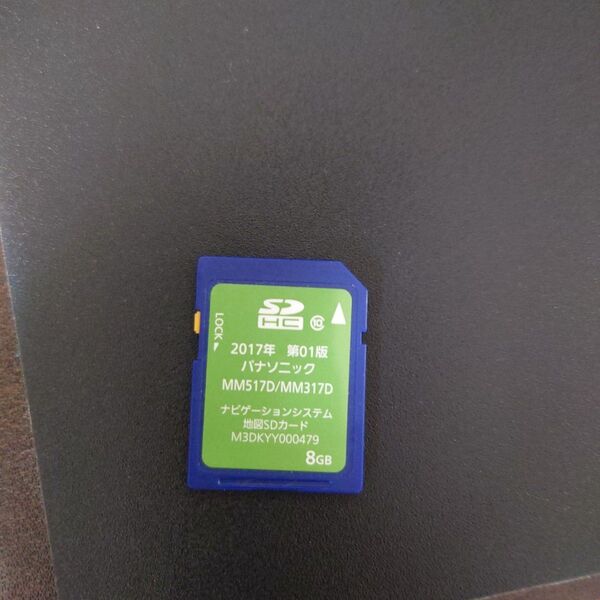 SD
HC ⑩
LOCK
2017年 第01版
パナソニック
MM517D/MM317D
ナビゲーションシステム
地図SDカード
M3DKYY000479
8GB